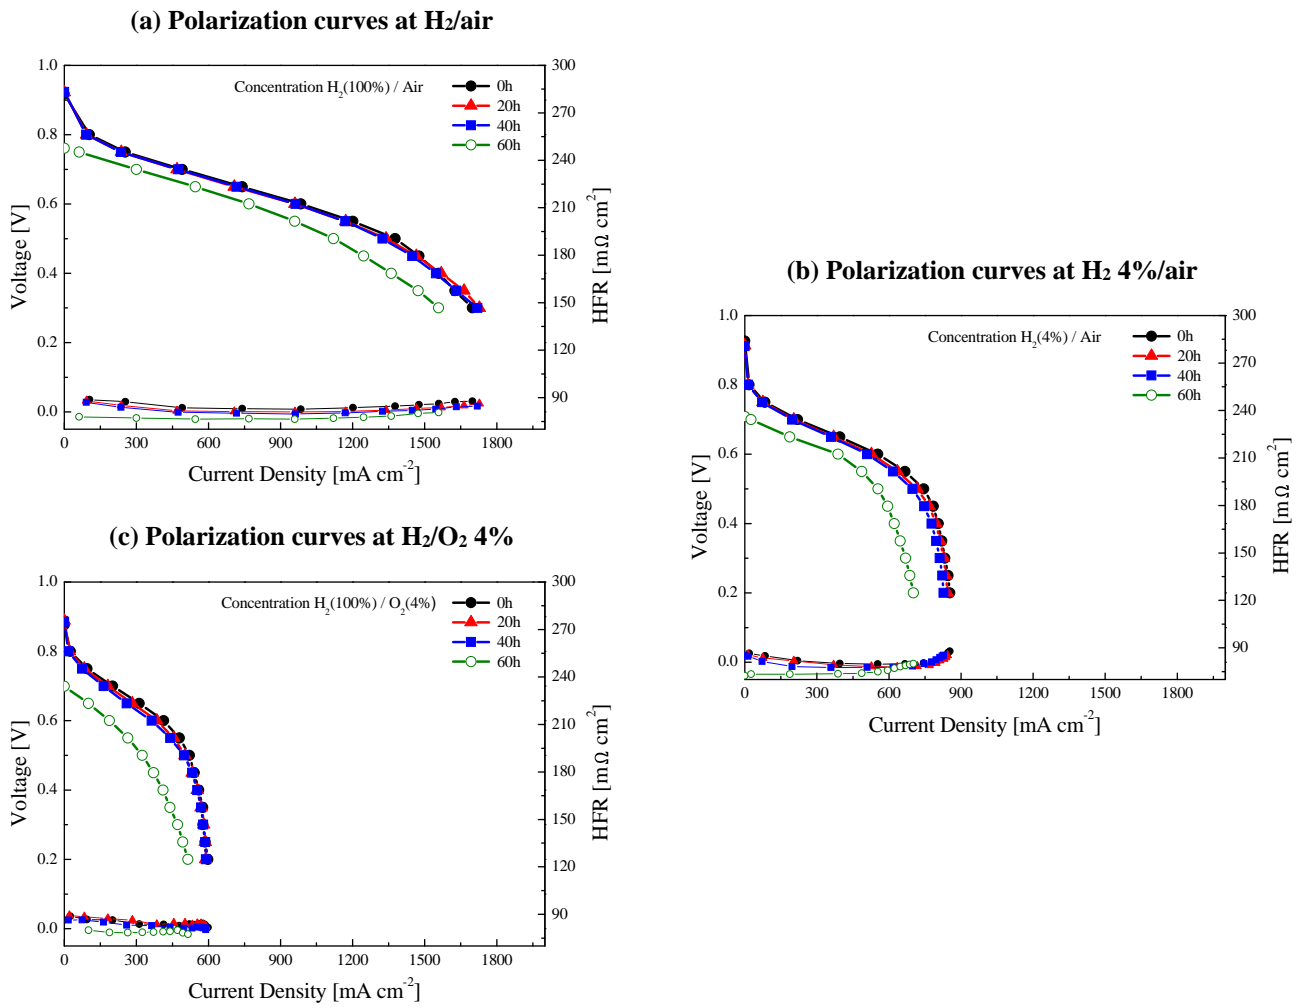 (a) Polarization curves at H₂/air
Concentration H₂(100%) / Air
0h
20h
40h
60h
1.0
0.8
0.6
0.4
0.2
0.0
Voltage [V]
300
270
240
210
180
150
120
90
HFR [mΩ cm²]
0 300 600 900 1200 1500 1800
Current Density [mA cm⁻²]
(b) Polarization curves at H₂ 4%/air
Concentration H₂(4%) / Air
0h
20h
40h
60h
1.0
0.8
0.6
0.4
0.2
0.0
Voltage [V]
300
270
240
210
180
150
120
90
HFR [mΩ cm²]
0 300 600 900 1200 1500 1800
Current Density [mA cm⁻²]
(c) Polarization curves at H₂/O₂ 4%
Concentration H₂(100%) / O₂(4%)
0h
20h
40h
60h
1.0
0.8
0.6
0.4
0.2
0.0
Voltage [V]
300
270
240
210
180
150
120
90
HFR [mΩ cm²]
0 300 600 900 1200 1500 1800
Current Density [mA cm⁻²]